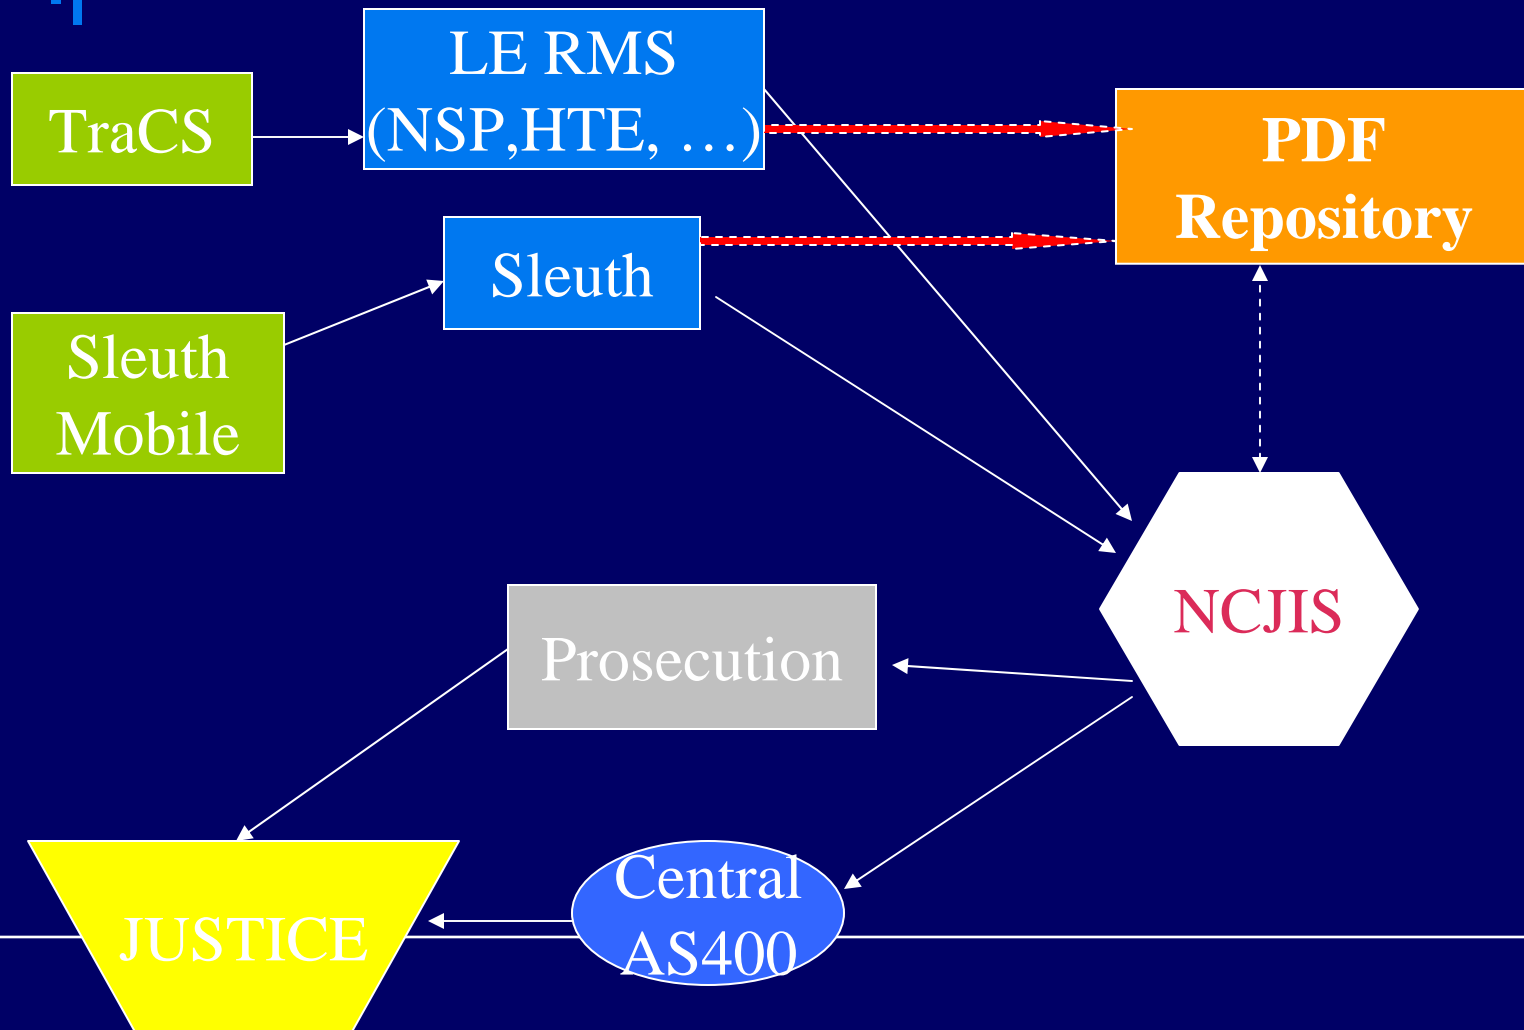 LE RMS
(NSP,HTE, …)
TraCS
PDF
Repository
Sleuth
Sleuth
Mobile
NCJIS
Prosecution
Central
AS400
JUSTICE